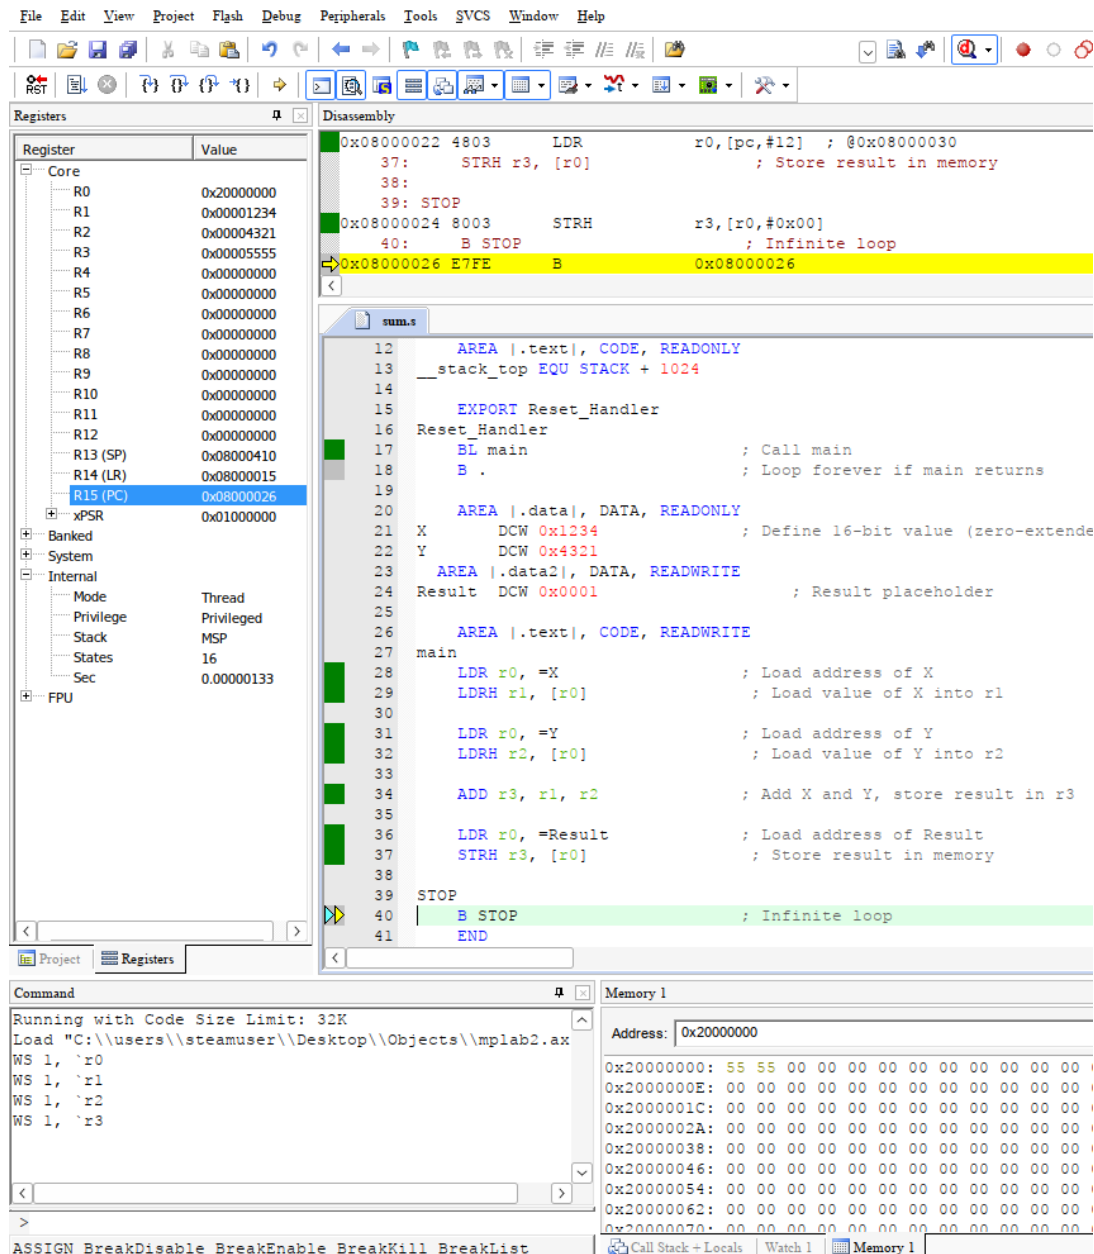 File Edit View Project Flash Debug Peripherals Tools SVCS Window Help
RST
Registers
Register Value
Core
R0 0x20000000
R1 0x00001234
R2 0x00004321
R3 0x00005555
R4 0x00000000
R5 0x00000000
R6 0x00000000
R7 0x00000000
R8 0x00000000
R9 0x00000000
R10 0x00000000
R11 0x00000000
R12 0x00000000
R13 (SP) 0x08000410
R14 (LR) 0x08000015
R15 (PC) 0x08000026
xPSR 0x01000000
Banked
System
Internal
Mode Thread
Privilege Privileged
Stack MSP
States 16
Sec 0.00000133
FPU
Project Registers
Disassembly
0x08000022 4803 LDR r0,[pc,#12] ; @0x08000030
37: STRH r3, [r0] ; Store result in memory
38:
39: STOP
0x08000024 8003 STRH r3,[r0,#0x00]
40: B STOP ; Infinite loop
0x08000026 E7FE B 0x08000026
sum.s
12 AREA |.text|, CODE, READONLY
13 __stack_top EQU STACK + 1024
14
15 EXPORT Reset_Handler
16 Reset_Handler
17 BL main ; Call main
18 B . ; Loop forever if main returns
19
20 AREA |.data|, DATA, READONLY
21 X DCW 0x1234 ; Define 16-bit value (zero-extende
22 Y DCW 0x4321
23 AREA |.data2|, DATA, READWRITE
24 Result DCW 0x0001 ; Result placeholder
25
26 AREA |.text|, CODE, READWRITE
27 main
28 LDR r0, =X ; Load address of X
29 LDRH r1, [r0] ; Load value of X into r1
30
31 LDR r0, =Y ; Load address of Y
32 LDRH r2, [r0] ; Load value of Y into r2
33
34 ADD r3, r1, r2 ; Add X and Y, store result in r3
35
36 LDR r0, =Result ; Load address of Result
37 STRH r3, [r0] ; Store result in memory
38
39 STOP
40 B STOP ; Infinite loop
41 END
Command
Running with Code Size Limit: 32K
Load "C:\\users\\steamuser\\Desktop\\Objects\\mplab2.ax
WS 1, `r0
WS 1, `r1
WS 1, `r2
WS 1, `r3
>
ASSIGN BreakDisable BreakEnable BreakKill BreakList
Memory 1
Address: 0x20000000
0x20000000: 55 55 00 00 00 00 00 00 00 00 00 00
0x2000000E: 00 00 00 00 00 00 00 00 00 00 00 00
0x2000001C: 00 00 00 00 00 00 00 00 00 00 00 00
0x2000002A: 00 00 00 00 00 00 00 00 00 00 00 00
0x20000038: 00 00 00 00 00 00 00 00 00 00 00 00
0x20000046: 00 00 00 00 00 00 00 00 00 00 00 00
0x20000054: 00 00 00 00 00 00 00 00 00 00 00 00
0x20000062: 00 00 00 00 00 00 00 00 00 00 00 00
0x20000070: 00 00 00 00 00 00 00 00 00 00 00 00
Call Stack + Locals Watch 1 Memory 1